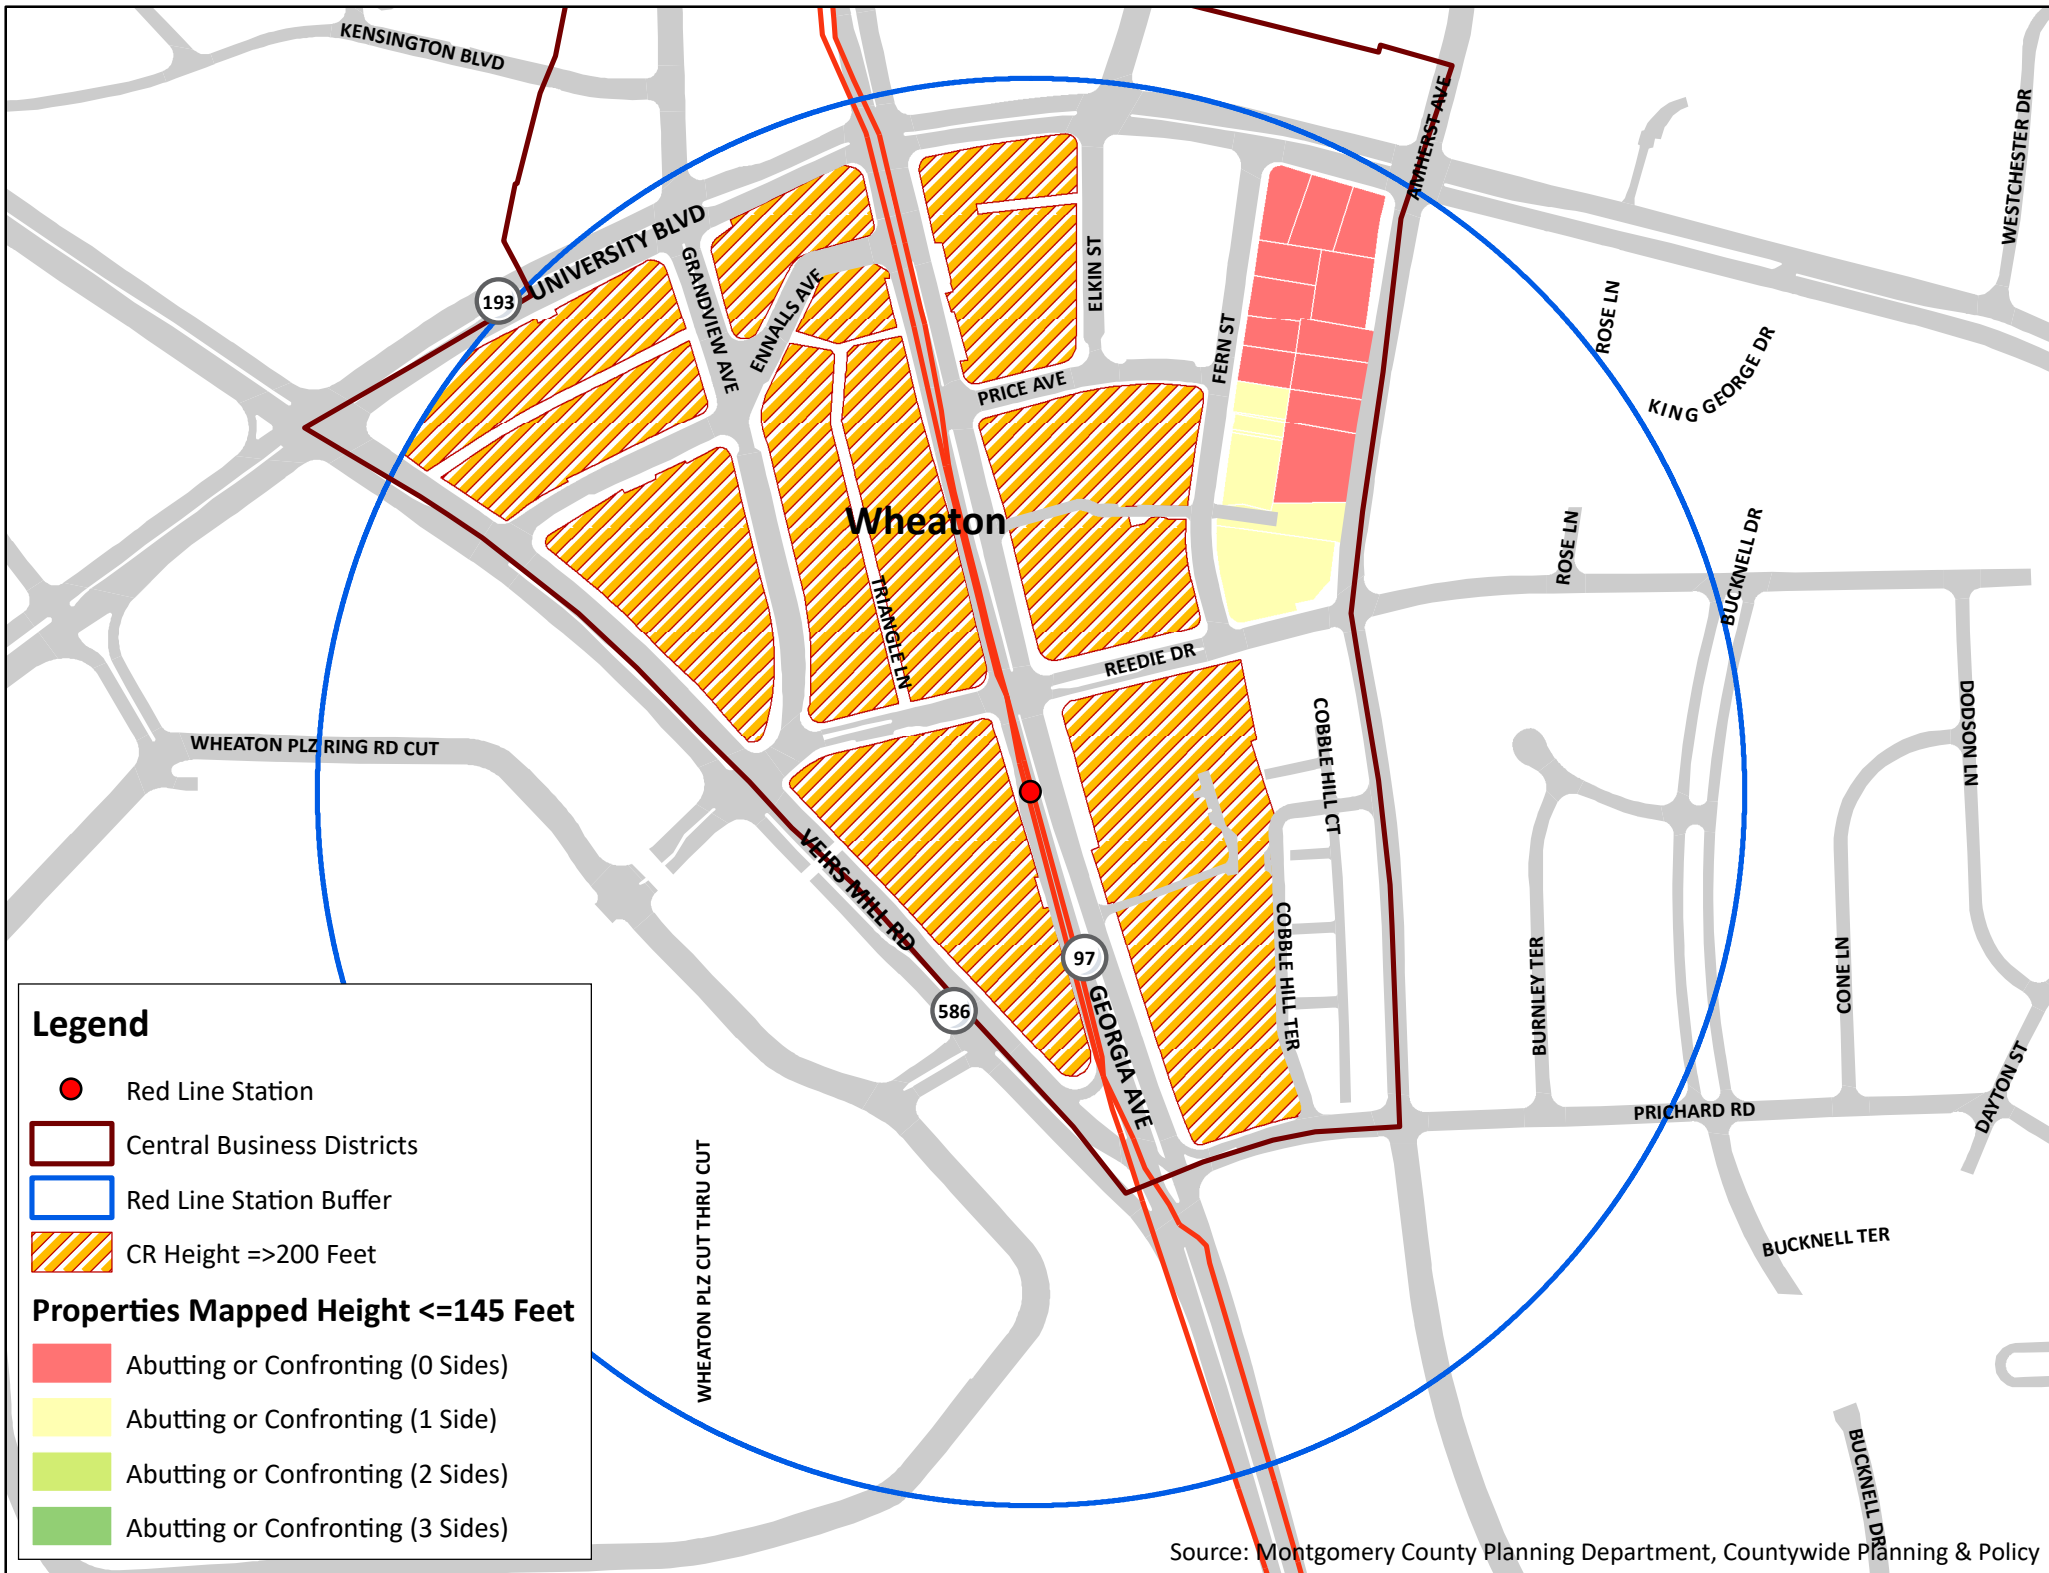 KENSINGTON BLVD
AMHERST AVE
WESTCHESTER DR
UNIVERSITY BLVD
193
GRANDVIEW AVE
ENNALLS AVE
ELKIN ST
FERN ST
ROSE LN
KING GEORGE DR
PRICE AVE
Wheaton
ROSE LN
BUCKNELL DR
TRIANGLE LN
REEDIE DR
COBBLE HILL CT
DODSON LN
WHEATON PLZ RING RD CUT
VEIRS MILL RD
97
586
GEORGIA AVE
COBBLE HILL TER
BURNLEY TER
CONE LN
DAYTON ST
PRICHARD RD
WHEATON PLZ CUT THRU CUT
BUCKNELL TER
BUCKNELL DR
Legend
Red Line Station
Central Business Districts
Red Line Station Buffer
CR Height =>200 Feet
Properties Mapped Height <=145 Feet
Abutting or Confronting (0 Sides)
Abutting or Confronting (1 Side)
Abutting or Confronting (2 Sides)
Abutting or Confronting (3 Sides)
Source: Montgomery County Planning Department, Countywide Planning & Policy